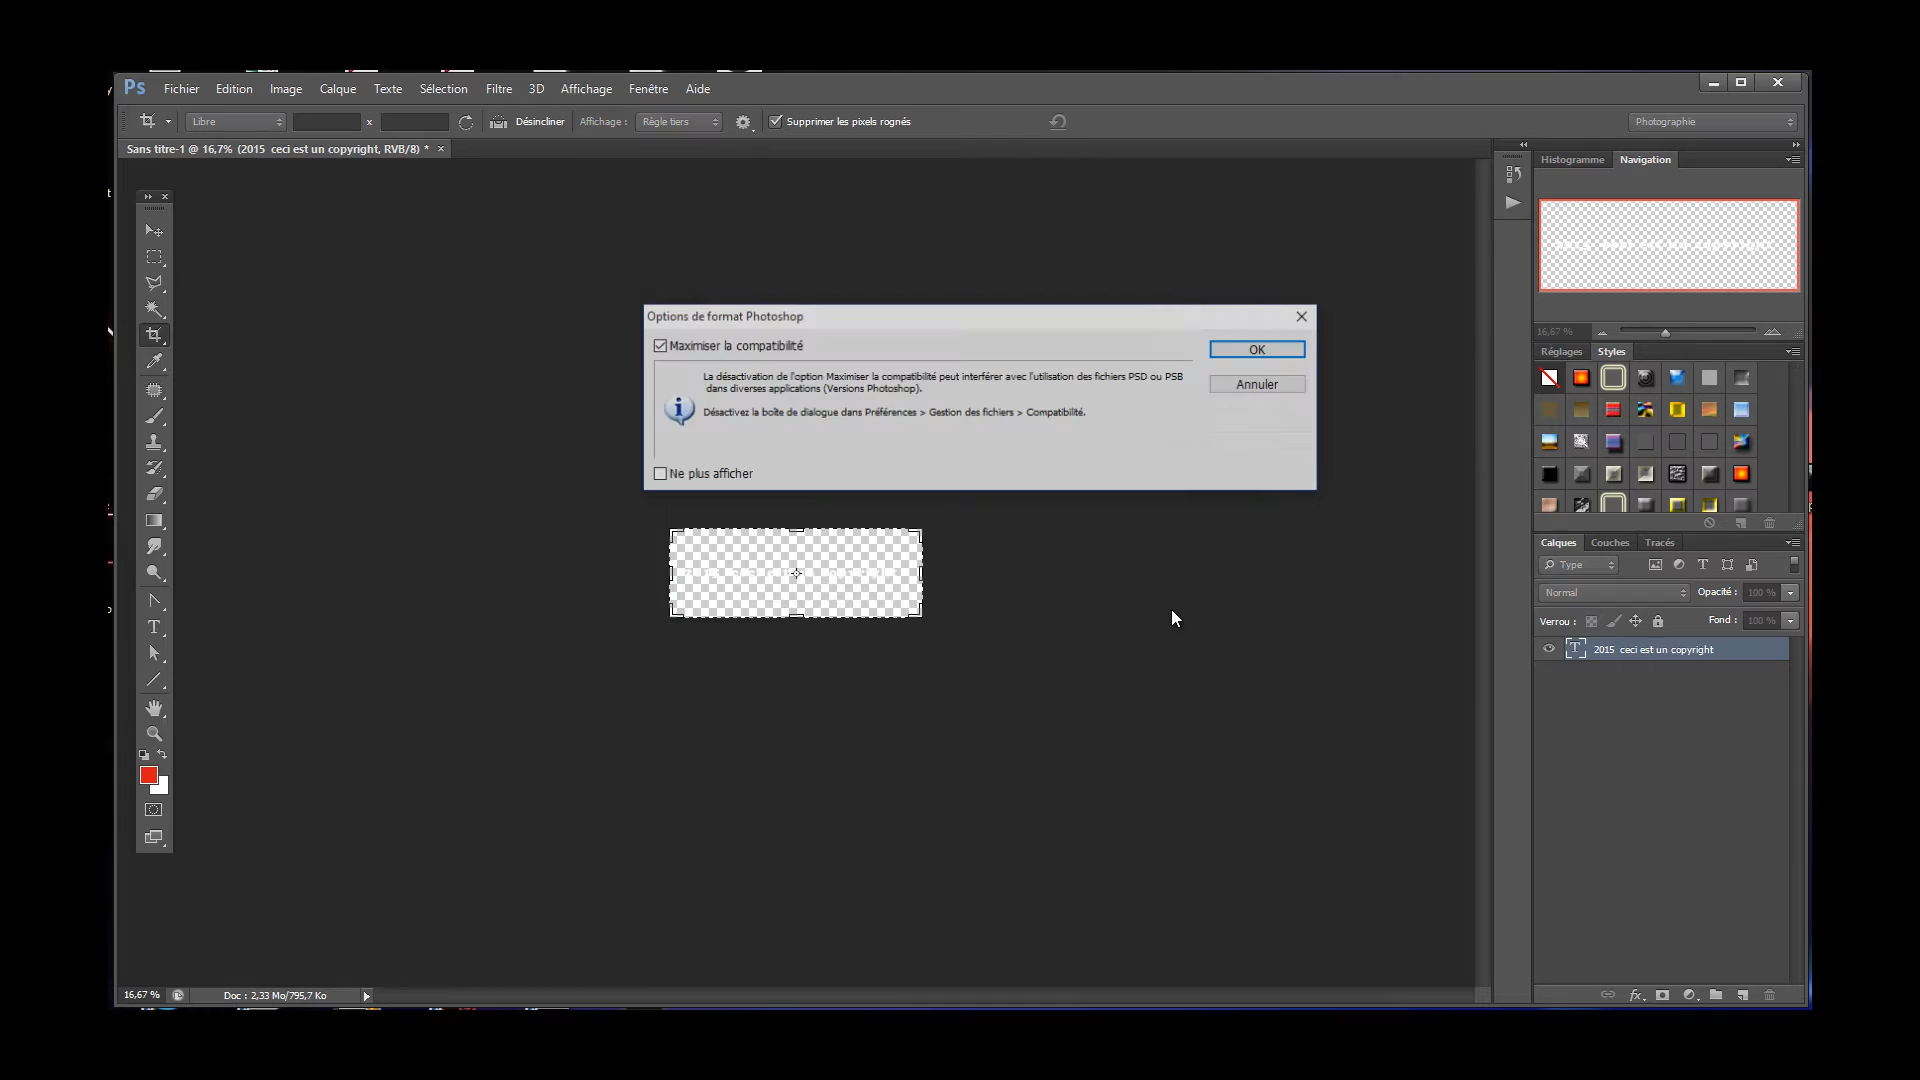 Ps Fichier Edition Image Calque Texte Sélection Filtre 3D Affichage Fenêtre Aide
Libre x Désincliner Affichage : Règle tiers Supprimer les pixels rognés Photographie
Sans titre-1 @ 16,7% (2015 ceci est un copyright, RVB/8) * ×
Histogramme Navigation
Options de format Photoshop
Maximiser la compatibilité
OK
La désactivation de l'option Maximiser la compatibilité peut interférer avec l'utilisation des fichiers PSD ou PSB
dans diverses applications (Versions Photoshop).
Annuler
Désactivez la boîte de dialogue dans Préférences > Gestion des fichiers > Compatibilité.
Ne plus afficher
16,67 %
Réglages Styles
Calques Couches Tracés
Type
Normal Opacité : 100 %
Verrou : Fond : 100 %
2015 ceci est un copyright
16,67 % Doc : 2,33 Mo/795,7 Ko